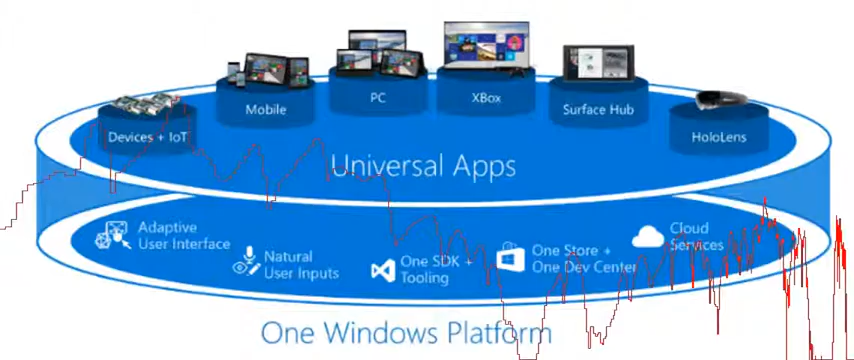 Mobile
PC
XBox
Surface Hub
Devices + IoT
HoloLens
Universal Apps
Adaptive
User Interface
Natural
User Inputs
One SDK +
Tooling
One Store +
One Dev Center
Cloud
Services
One Windows Platform